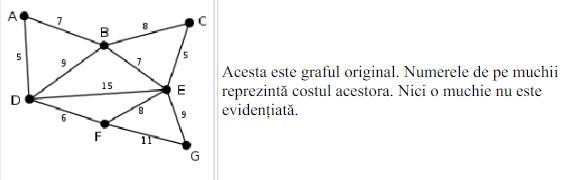 A
7
B
8
C
5
9
7
5
D
15
E
6
8
9
F
11
G
Acesta este graful original. Numerele de pe muchii
reprezintă costul acestora. Nici o muchie nu este
evidențiată.